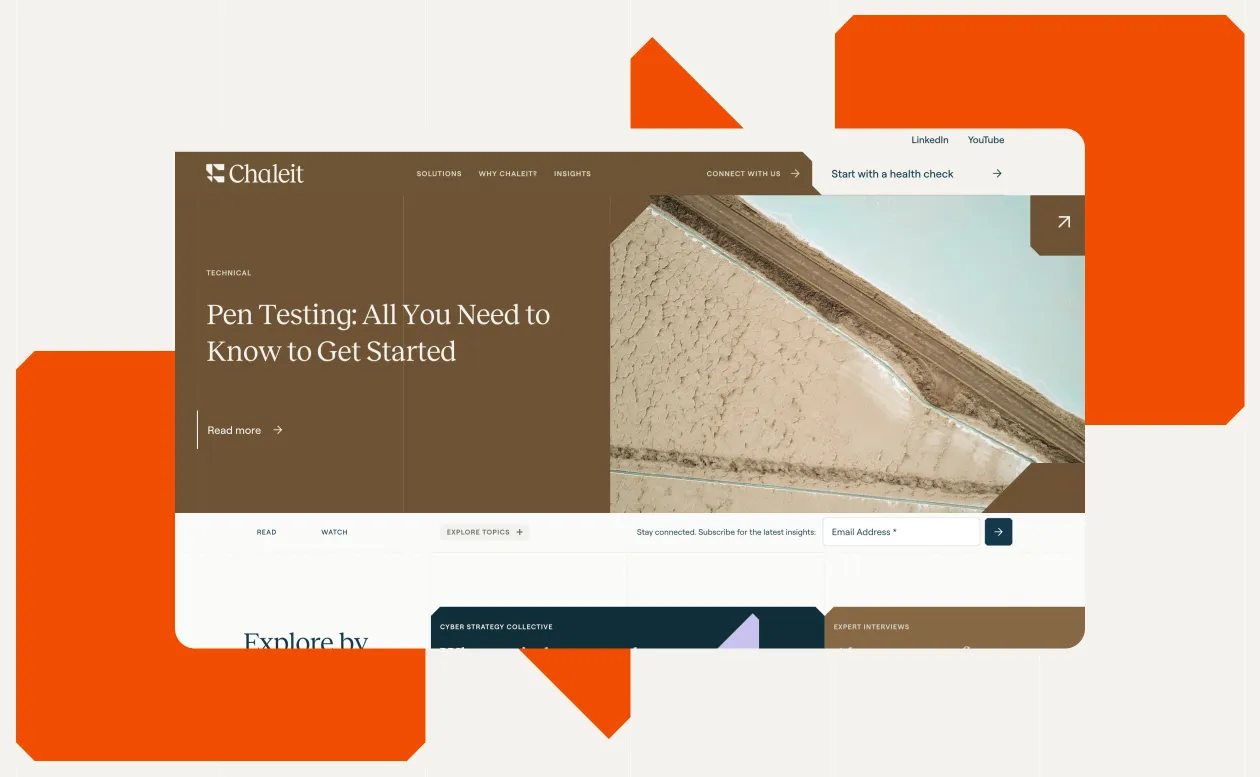 LinkedIn YouTube
Chaleit SOLUTIONS WHY CHALEIT? INSIGHTS CONNECT WITH US Start with a health check
TECHNICAL
Pen Testing: All You Need to
Know to Get Started
Read more
READ WATCH EXPLORE TOPICS + Stay connected. Subscribe for the latest insights: Email Address *
CYBER STRATEGY COLLECTIVE EXPERT INTERVIEWS
Explore by